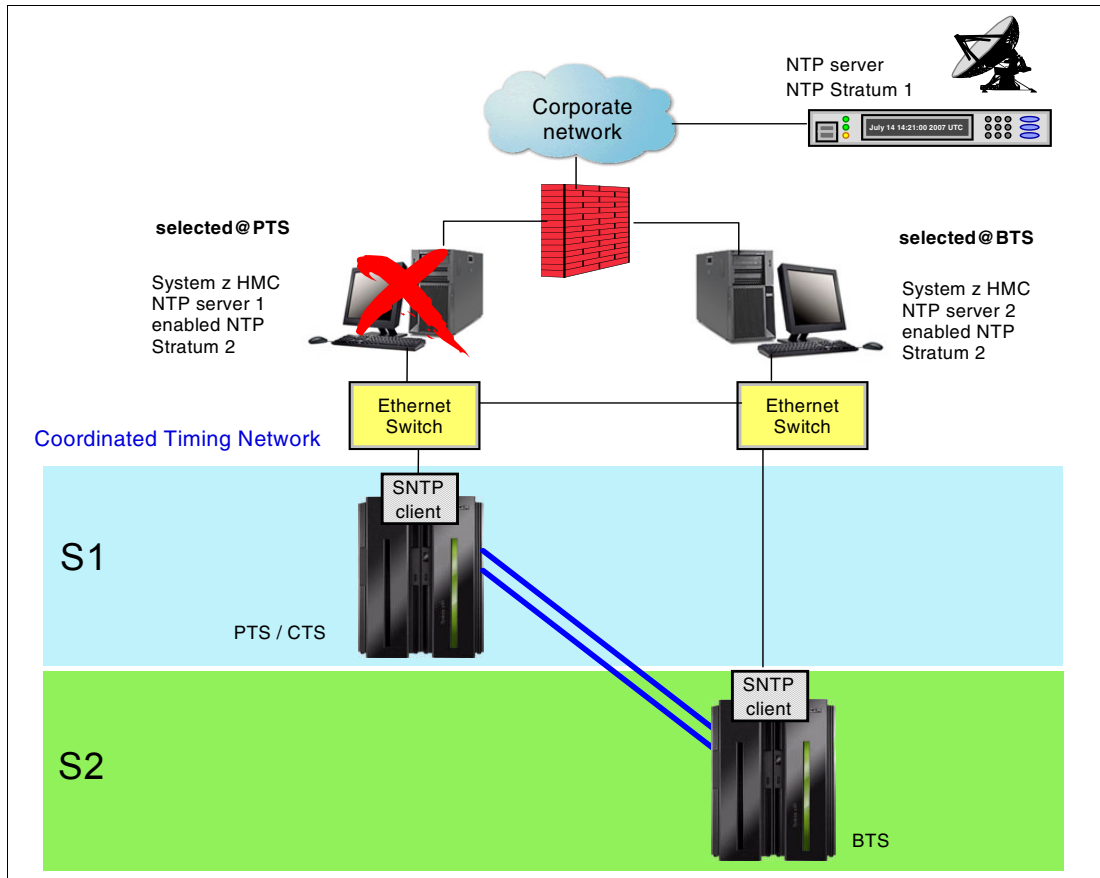 NTP server
NTP Stratum 1
July 14 14:21:00 2007 UTC
Corporate
network
selected@PTS
System z HMC
NTP server 1
enabled NTP
Stratum 2
selected@BTS
System z HMC
NTP server 2
enabled NTP
Stratum 2
Ethernet
Switch
Ethernet
Switch
Coordinated Timing Network
SNTP
client
S1
PTS / CTS
SNTP
client
S2
BTS